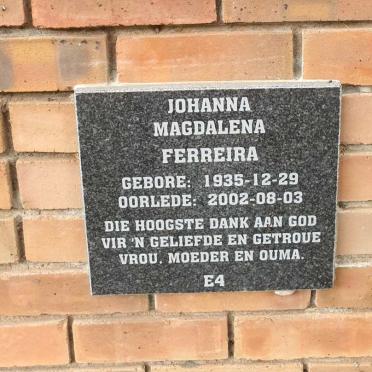 JOHANNA
MAGDALENA
FERREIRA
GEBORE: 1935-12-29
OORLEDE: 2002-08-03
DIE HOOGSTE DANK AAN GOD
VIR 'N GELIEFDE EN GETROUE
VROU. MOEDER EN OUMA.
E4